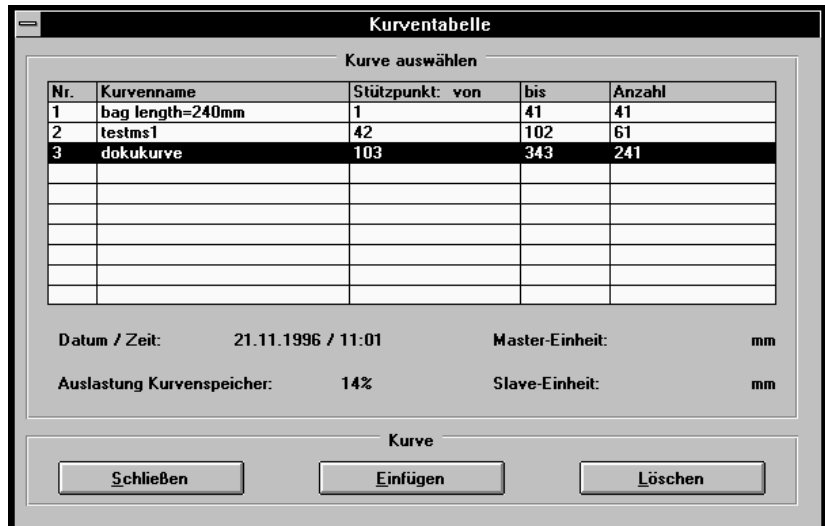 Kurventabelle
Kurve auswählen
Nr. Kurvenname Stützpunkt: von bis Anzahl
1 bag length=240mm 1 41 41
2 testms1 42 102 61
3 dokukurve 103 343 241
Datum / Zeit: 21.11.1996 / 11:01 Master-Einheit: mm
Auslastung Kurvenspeicher: 14% Slave-Einheit: mm
Kurve
Schließen Einfügen Löschen